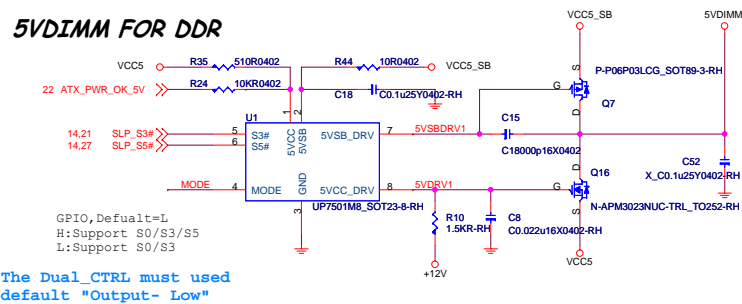 5VDIMM FOR DDR
VCC5_SB
5VDIMM
VCC5
R35
510R0402
R44
10R0402
VCC5_SB
R24
10KR0402
22 ATX_PWR_OK_5V
C18
C0.1u25Y0402-RH
P-P06P03LCG_SOT89-3-RH
S
G
D
Q7
U1
1
2
5VCC
5VSB
14,21 SLP_S3#
5
S3#
5VSB_DRV
7
5VSBDRV1
C15
C18000p16X0402
14,27 SLP_S5#
6
S5#
MODE
4
MODE
GND
3
5VCC_DRV
8
5VDRV1
UP7501M8_SOT23-8-RH
D
G
S
Q16
N-APM3023NUC-TRL_TO252-RH
C52
X_C0.1u25Y0402-RH
R10
1.5KR-RH
C8
C0.022u16X0402-RH
+12V
VCC5
GPIO,Defualt=L
H:Support S0/S3/S5
L:Support S0/S3
The Dual_CTRL must used
default "Output- Low"